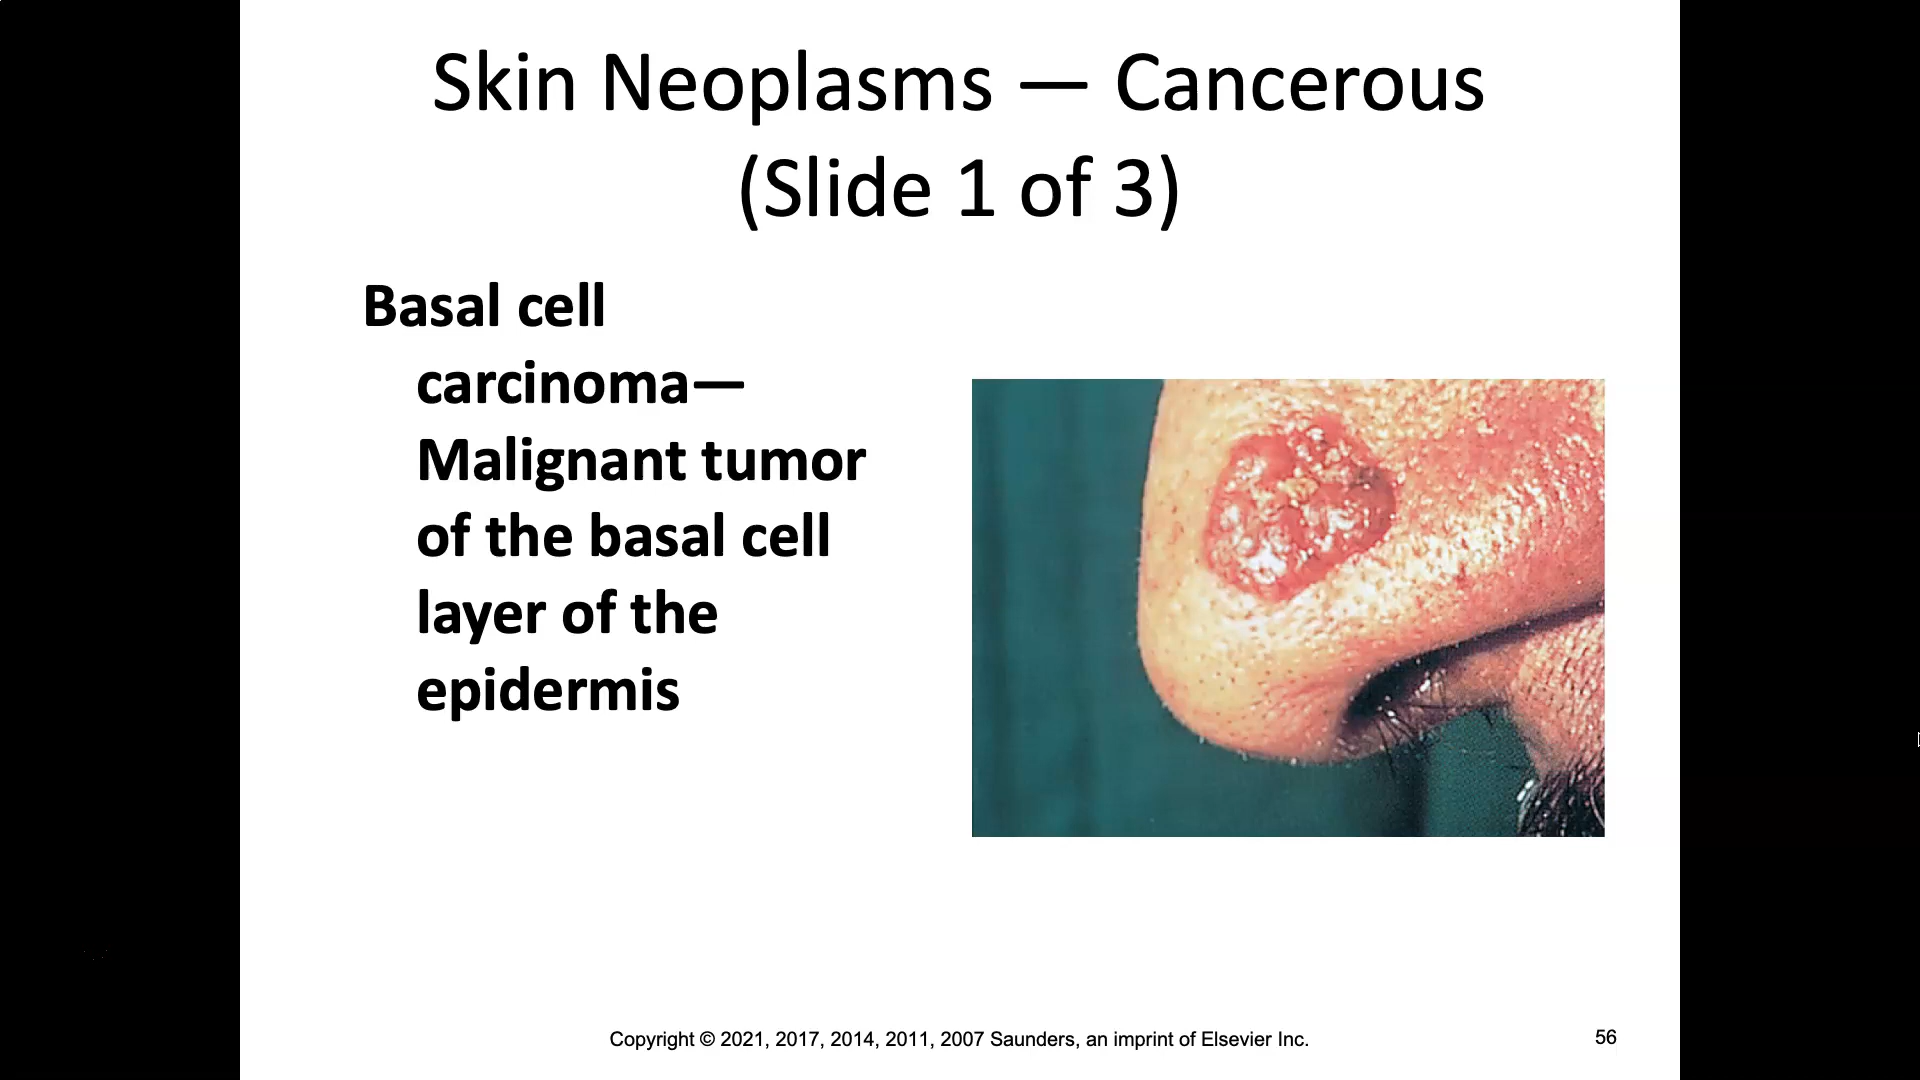 Skin Neoplasms — Cancerous
(Slide 1 of 3)
Basal cell
carcinoma—
Malignant tumor
of the basal cell
layer of the
epidermis
Copyright © 2021, 2017, 2014, 2011, 2007 Saunders, an imprint of Elsevier Inc.
56